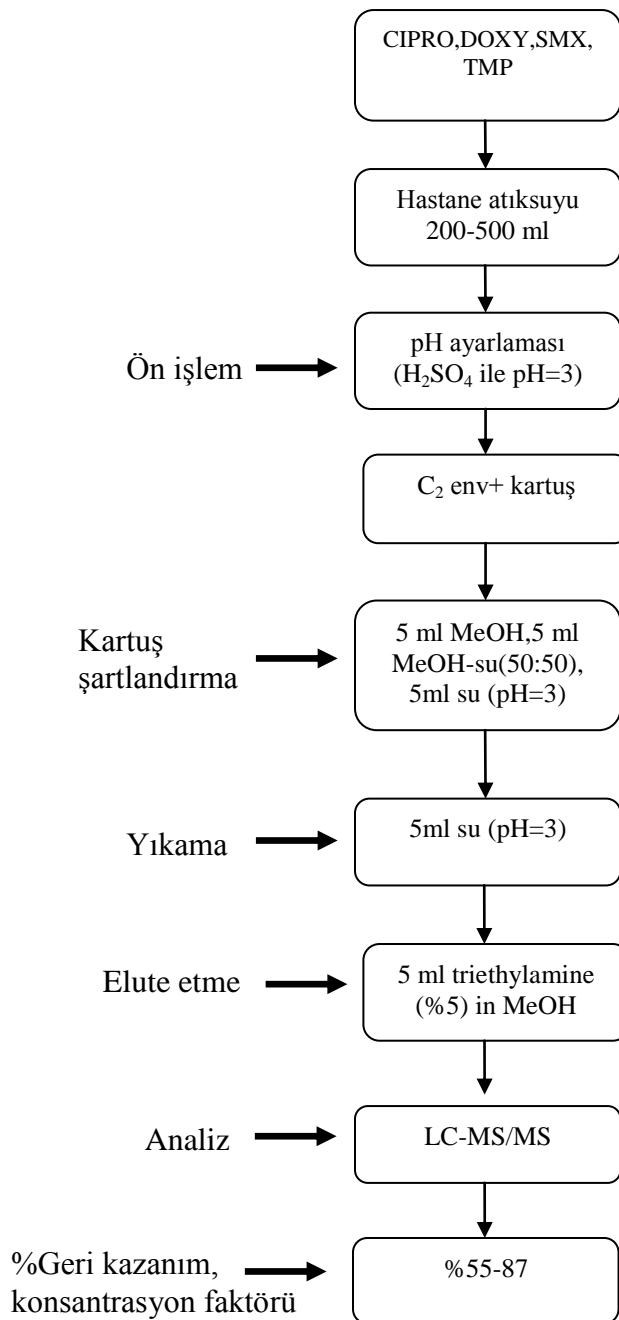 CIPRO,DOXY,SMX,
TMP
Hastane atıksuyu
200-500 ml
Ön işlem
pH ayarlaması
(H₂SO₄ ile pH=3)
C₂ env+ kartuş
Kartuş
şartlandırma
5 ml MeOH,5 ml
MeOH-su(50:50),
5ml su (pH=3)
Yıkama
5ml su (pH=3)
Elute etme
5 ml triethylamine
(%5) in MeOH
Analiz
LC-MS/MS
%Geri kazanım,
konsantrasyon faktörü
%55-87